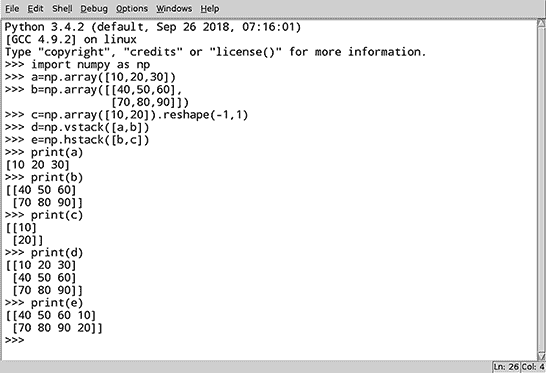 File Edit Shell Debug Options Windows Help
Python 3.4.2 (default, Sep 26 2018, 07:16:01)
[GCC 4.9.2] on linux
Type "copyright", "credits" or "license()" for more information.
>>> import numpy as np
>>> a=np.array([10,20,30])
>>> b=np.array([[40,50,60],
                [70,80,90]])
>>> c=np.array([10,20]).reshape(-1,1)
>>> d=np.vstack([a,b])
>>> e=np.hstack([b,c])
>>> print(a)
[10 20 30]
>>> print(b)
[[40 50 60]
 [70 80 90]]
>>> print(c)
[[10]
 [20]]
>>> print(d)
[[10 20 30]
 [40 50 60]
 [70 80 90]]
>>> print(e)
[[40 50 60 10]
 [70 80 90 20]]
>>>
Ln: 26 Col: 4